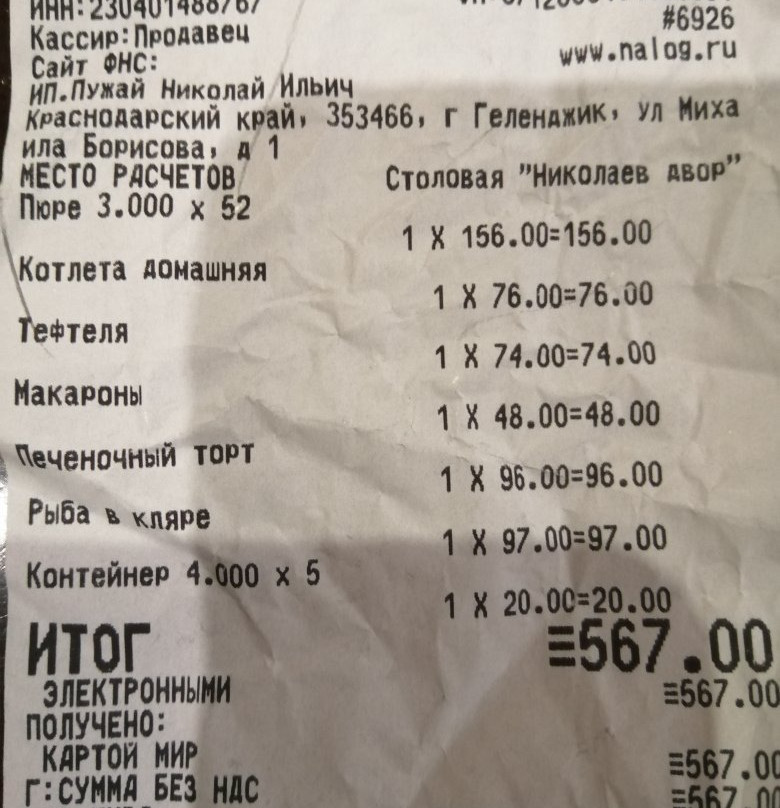 ИНН:230401488767
Кассир:Продавец #6926
Сайт ФНС: www.nalog.ru
ИП.Пужай Николай Ильич
Краснодарский край, 353466, г Геленджик, ул Миха
ила Борисова, д 1
МЕСТО РАСЧЕТОВ Столовая "Николаев двор"
Пюре 3.000 x 52
1 X 156.00=156.00
Котлета домашняя
1 X 76.00=76.00
Тефтеля
1 X 74.00=74.00
Макароны
1 X 48.00=48.00
Печеночный торт
1 X 96.00=96.00
Рыба в кляре
1 X 97.00=97.00
Контейнер 4.000 x 5
1 X 20.00=20.00
ИТОГ ≡567.00
ЭЛЕКТРОННЫМИ ≡567.00
ПОЛУЧЕНО:
КАРТОЙ МИР ≡567.00
Г:СУММА БЕЗ НДС ≡567.00